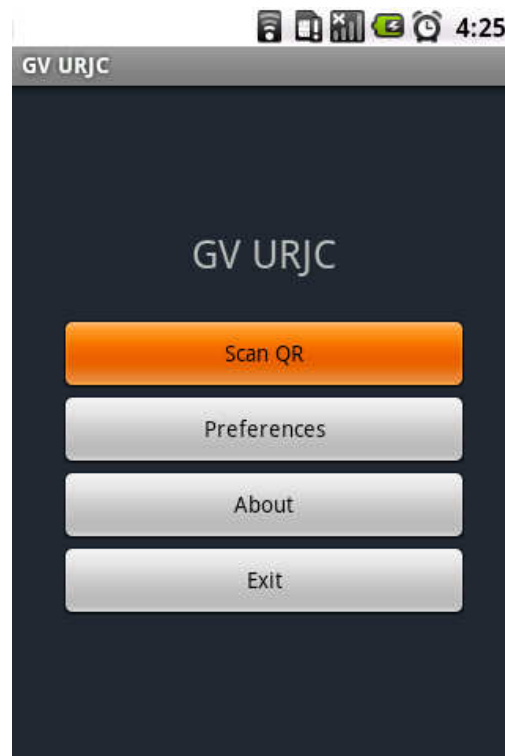 4:25
GV URJC
GV URJC
Scan QR
Preferences
About
Exit